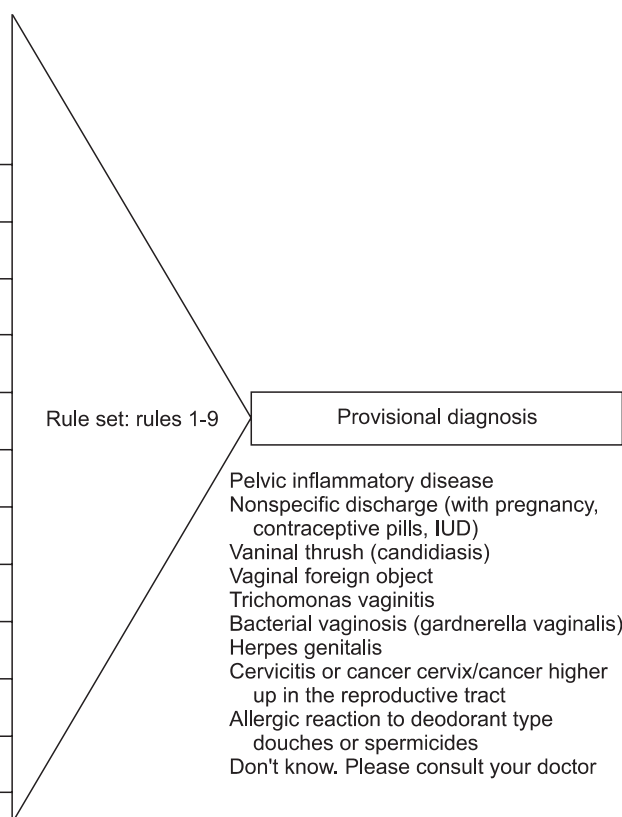 Rule set: rules 1-9
Provisional diagnosis
Pelvic inflammatory disease
Nonspecific discharge (with pregnancy,
contraceptive pills, IUD)
Vaninal thrush (candidiasis)
Vaginal foreign object
Trichomonas vaginitis
Bacterial vaginosis (gardnerella vaginalis)
Herpes genitalis
Cervicitis or cancer cervix/cancer higher
up in the reproductive tract
Allergic reaction to deodorant type
douches or spermicides
Don't know. Please consult your doctor